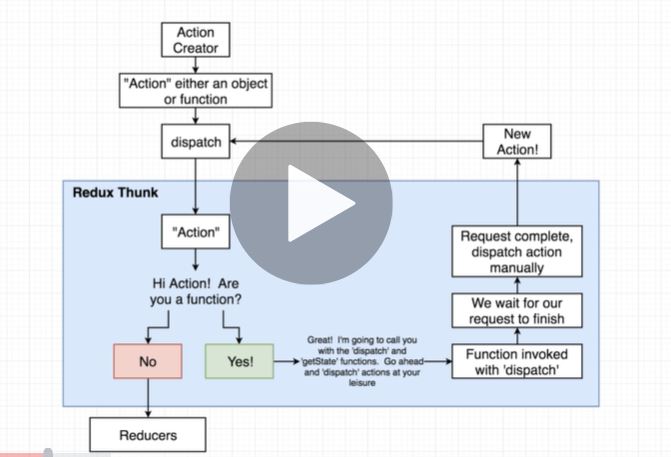 Action
Creator
"Action" either an object
or function
dispatch
New
Action!
Redux Thunk
"Action"
Request complete,
dispatch action
manually
Hi Action! Are
you a function?
We wait for our
request to finish
No
Yes!
Great! I'm going to call you
with the 'dispatch' and
'getState' functions. Go ahead
and 'dispatch' actions at your
leisure
Function invoked
with 'dispatch'
Reducers